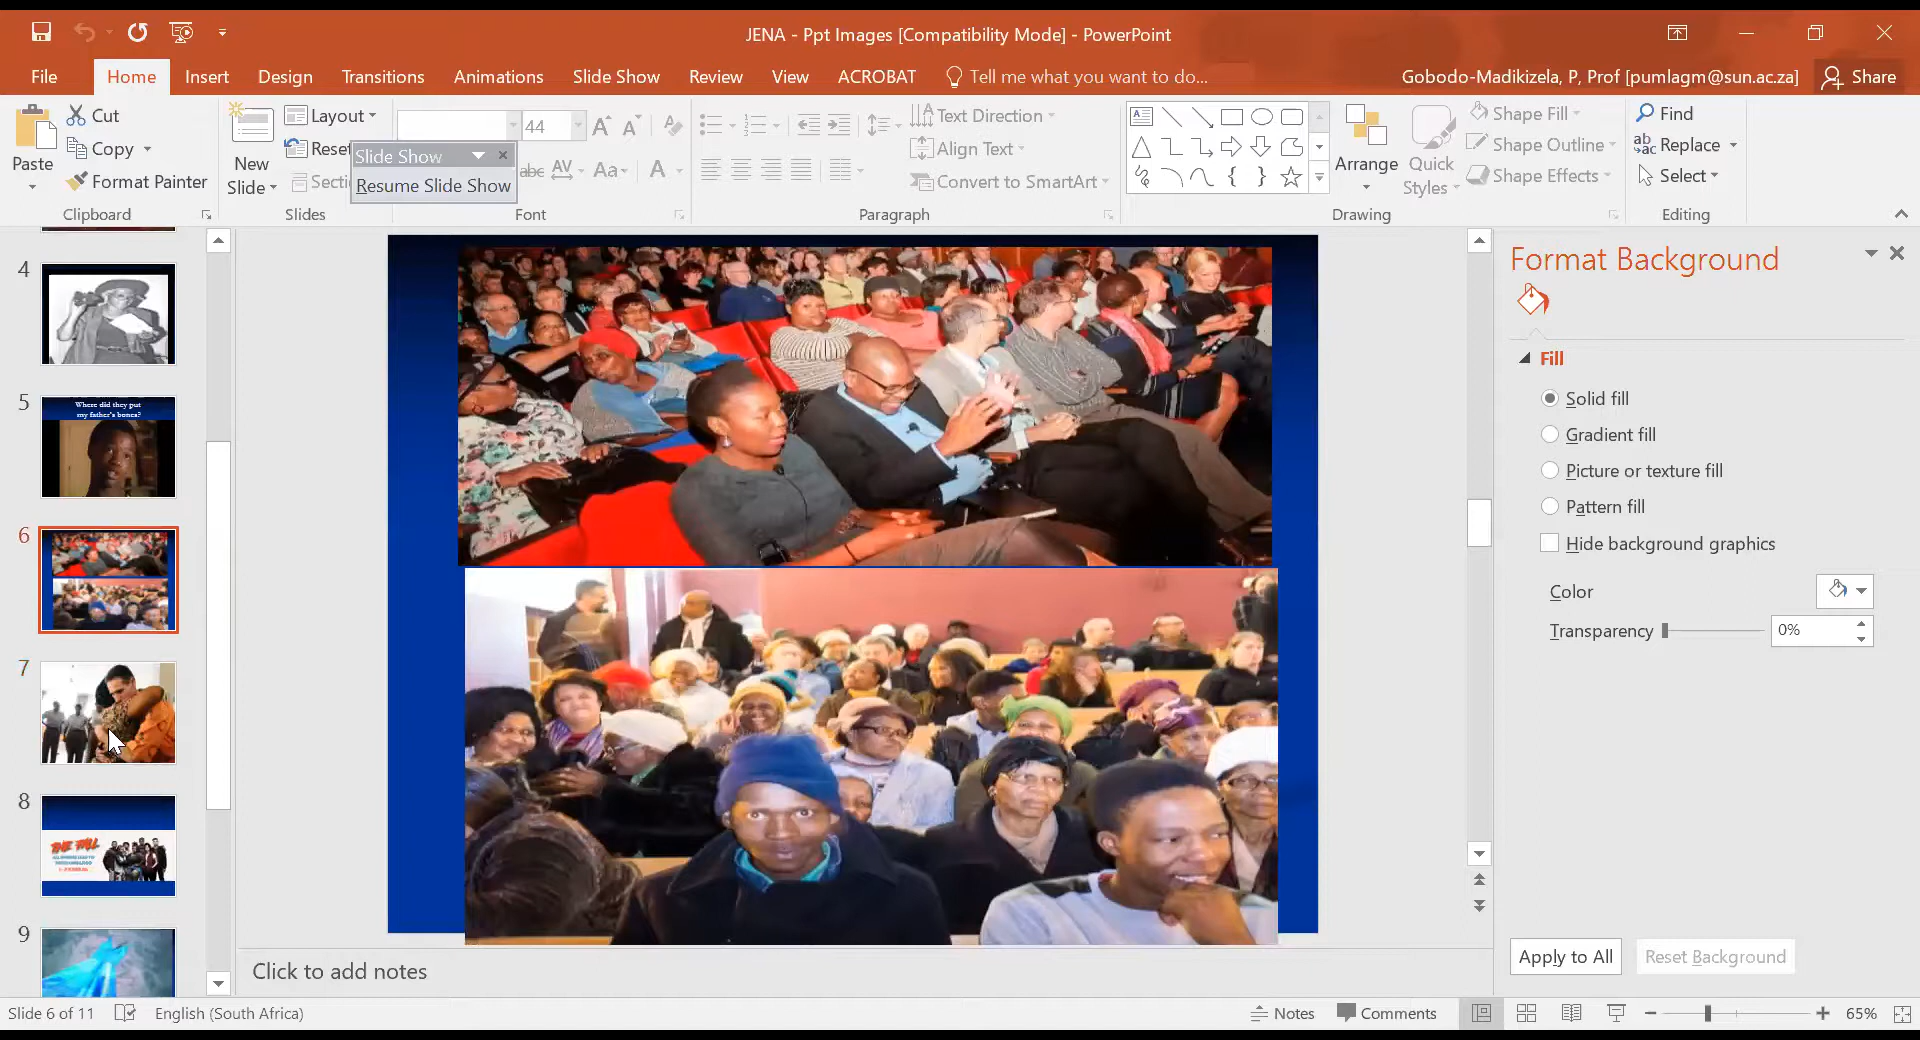 JENA - Ppt Images [Compatibility Mode] - PowerPoint
File Home Insert Design Transitions Animations Slide Show Review View ACROBAT Tell me what you want to do... Gobodo-Madikizela, P, Prof [pumlagm@sun.ac.za] Share
Paste
Cut
Copy
Format Painter
Clipboard
New
Slide
Layout
Reset
Secti
Slides
Slide Show
Resume Slide Show
44
abc
AV
Aa
A
Font
Text Direction
Align Text
Convert to SmartArt
Paragraph
Arrange
Quick
Styles
Shape Fill
Shape Outline
Shape Effects
Drawing
Find
Replace
Select
Editing
4
5
Where did they put
my father's bones?
6
7
8
THE FALL
9
Click to add notes
Format Background
Fill
Solid fill
Gradient fill
Picture or texture fill
Pattern fill
Hide background graphics
Color
Transparency 0%
Apply to All Reset Background
Slide 6 of 11 English (South Africa) Notes Comments 65%